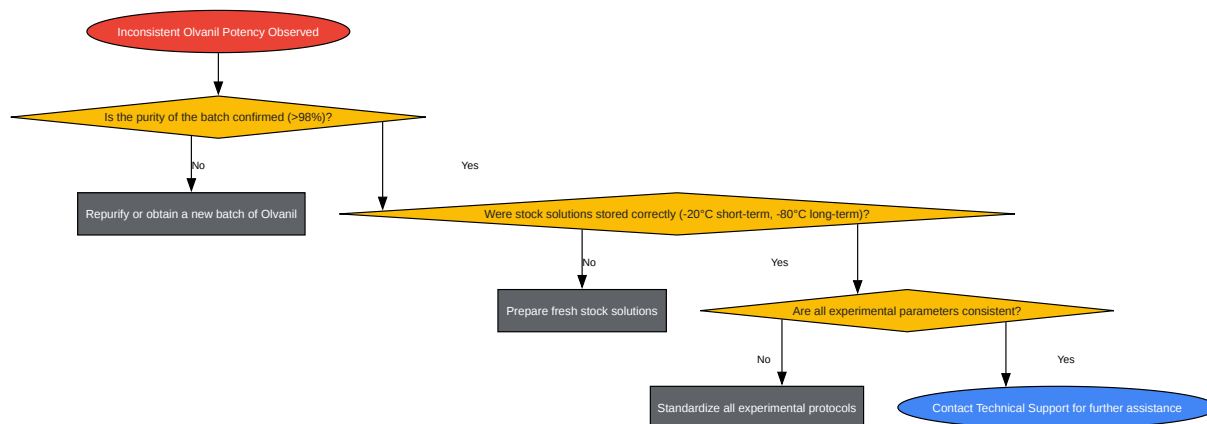 Inconsistent Olvanil Potency Observed
Is the purity of the batch confirmed (>98%)?
No
Yes
Repurify or obtain a new batch of Olvanil
Were stock solutions stored correctly (-20°C short-term, -80°C long-term)?
No
Yes
Prepare fresh stock solutions
Are all experimental parameters consistent?
No
Yes
Standardize all experimental protocols
Contact Technical Support for further assistance